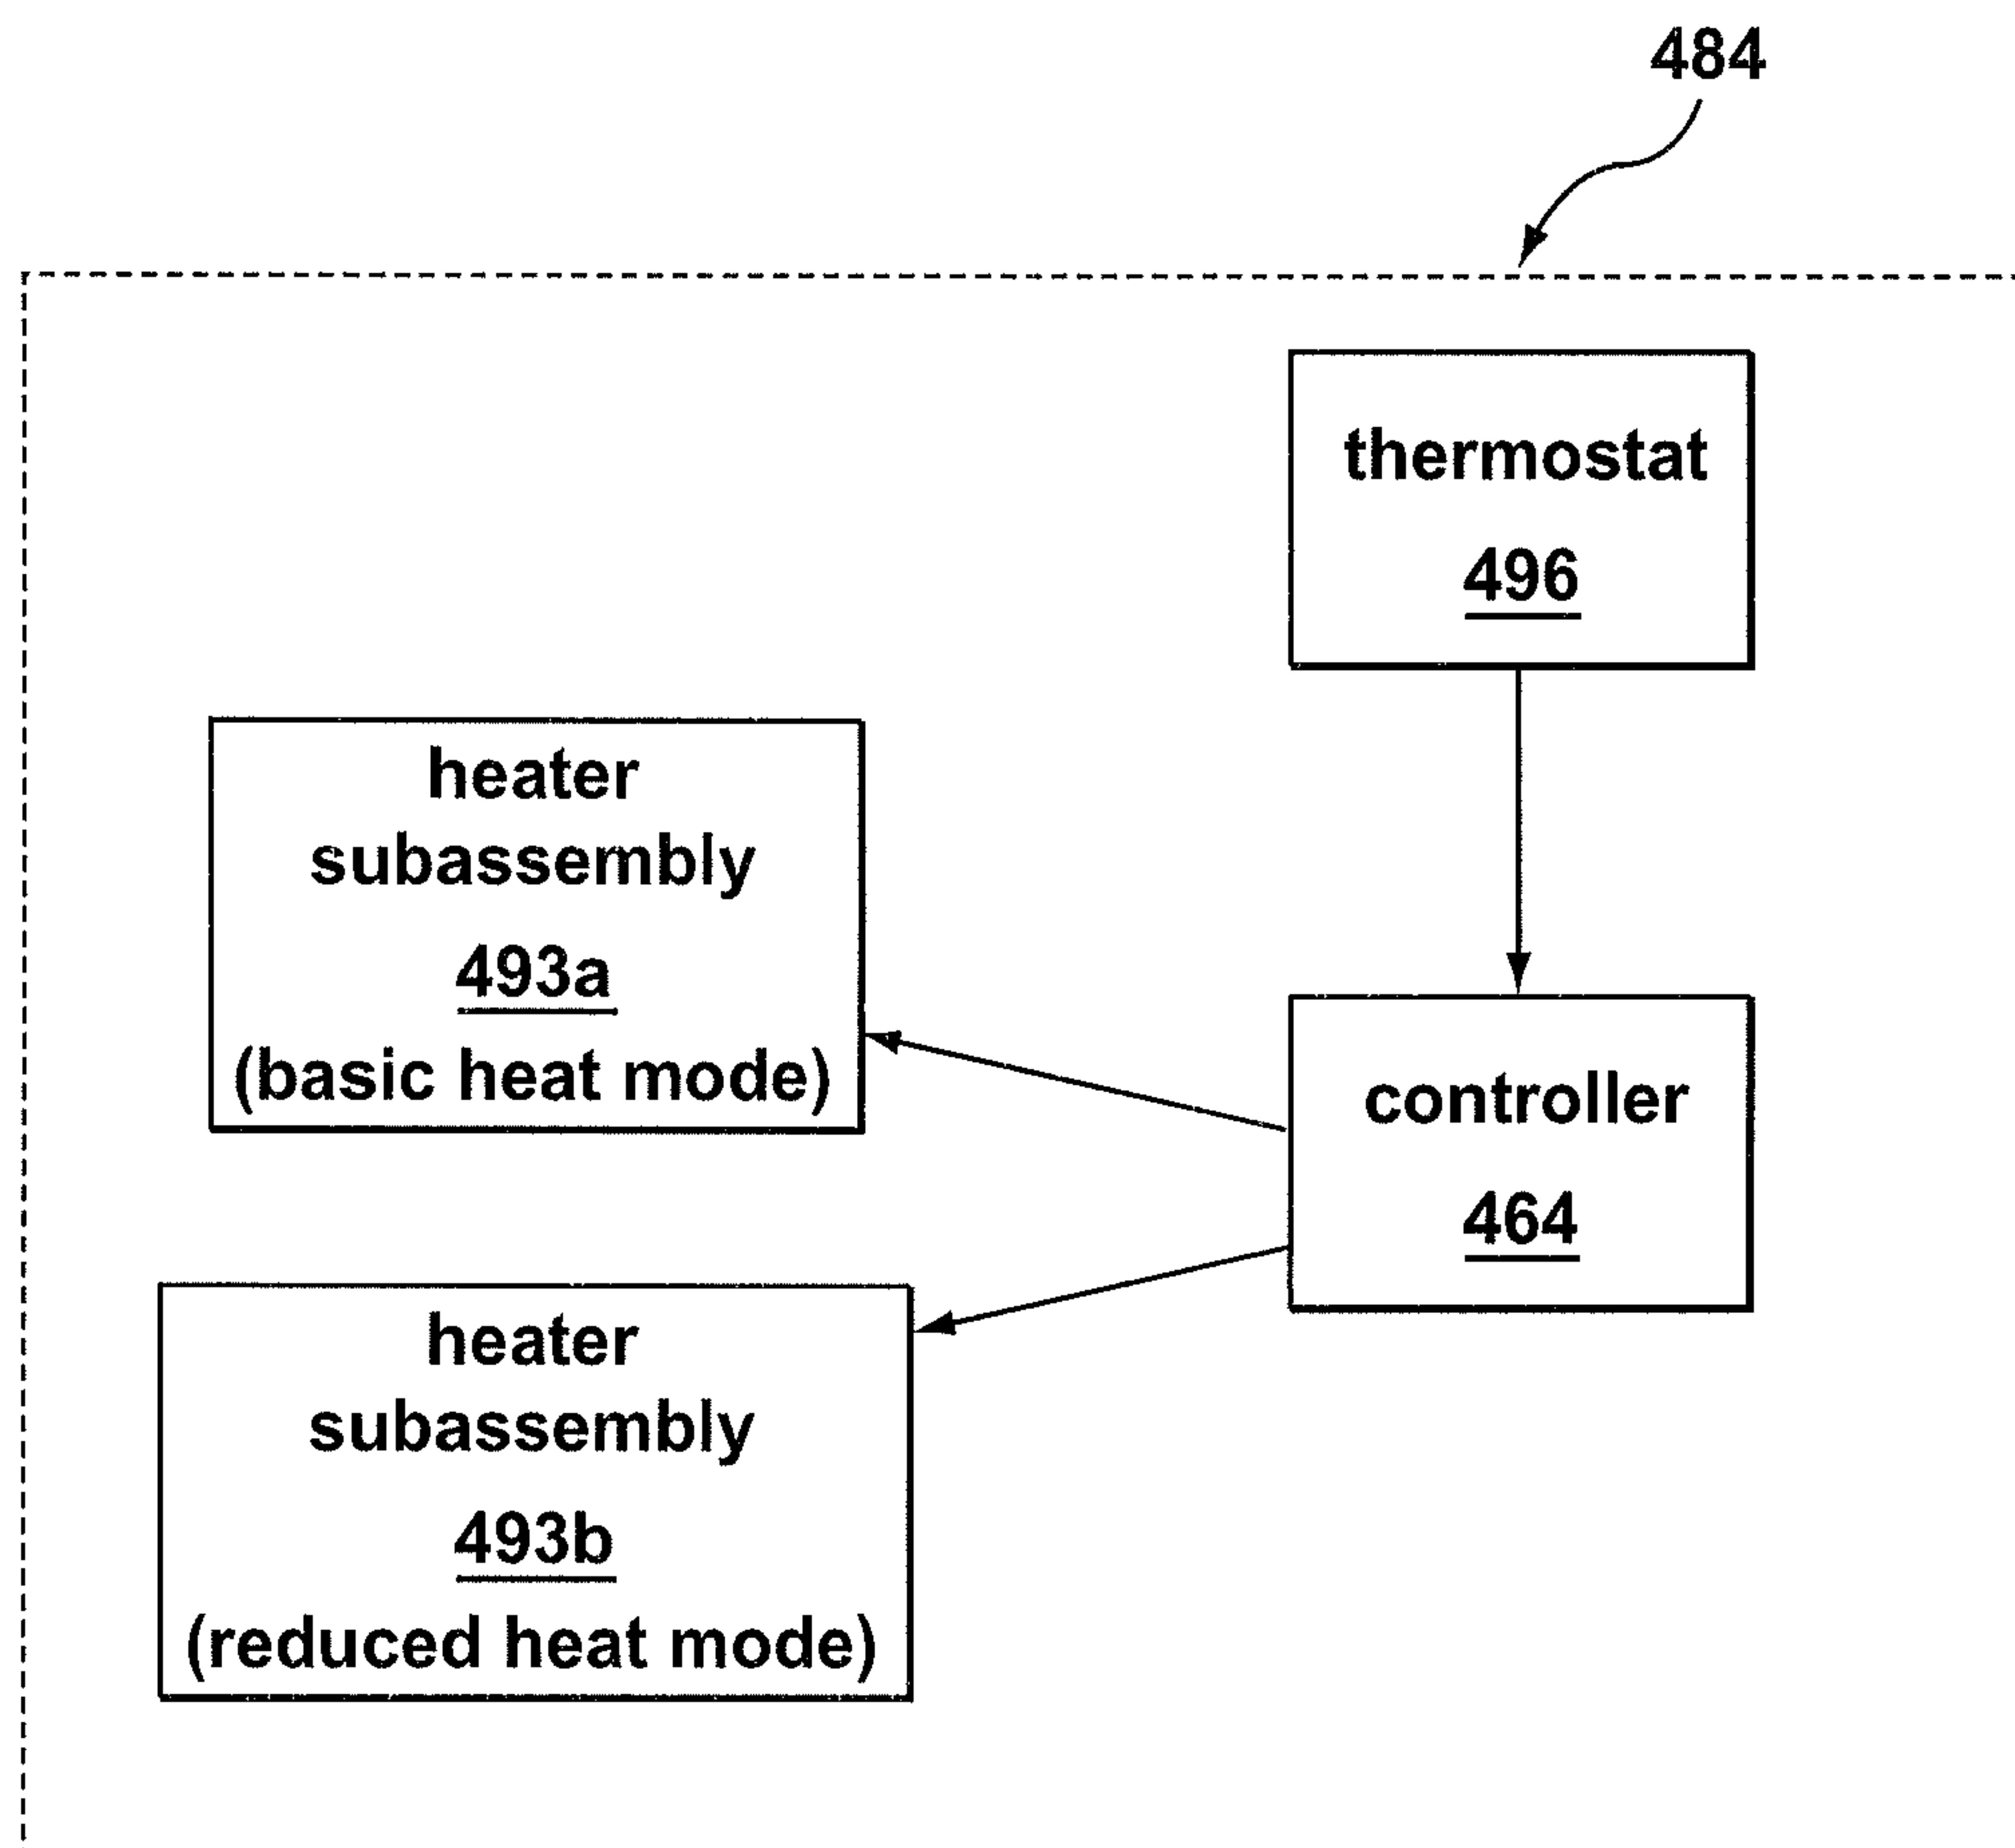 484
thermostat
496
heater
subassembly
493a
(basic heat mode)
controller
464
heater
subassembly
493b
(reduced heat mode)